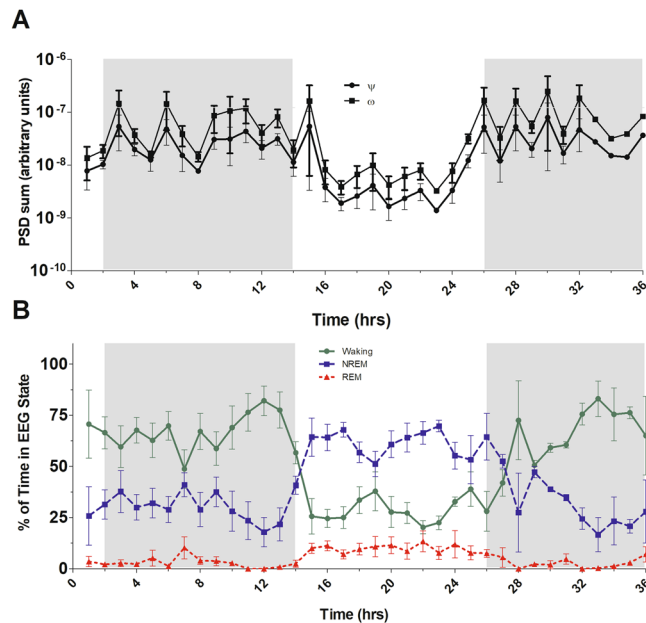 A
PSD sum (arbitrary units)
10-6
10-7
10-8
10-9
10-10
ψ
ω
0 4 8 12 16 20 24 28 32 36
Time (hrs)
B
% of Time in EEG State
100
75
50
25
0
Waking
NREM
REM
0 4 8 12 16 20 24 28 32 36
Time (hrs)